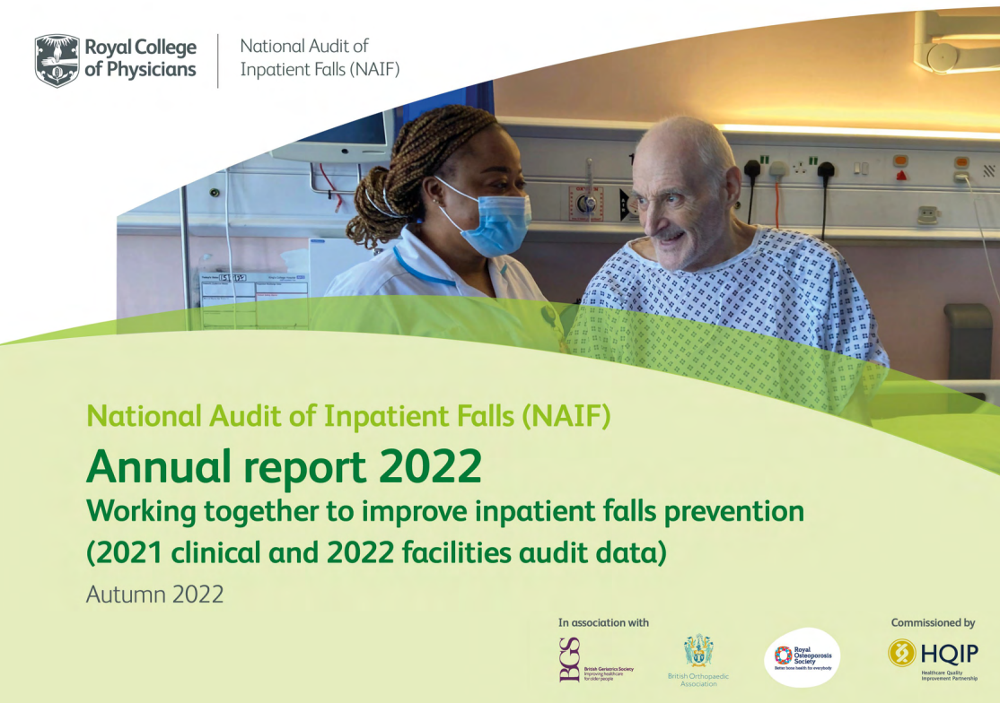 Royal College
of Physicians
National Audit of
Inpatient Falls (NAIF)
National Audit of Inpatient Falls (NAIF)
Annual report 2022
Working together to improve inpatient falls prevention
(2021 clinical and 2022 facilities audit data)
Autumn 2022
In association with
BGS
British Geriatrics Society
Improving healthcare
for older people
British Orthopaedic
Association
Royal
Osteoporosis
Society
Better bone health for everybody
Commissioned by
HQIP
Healthcare Quality
Improvement Partnership